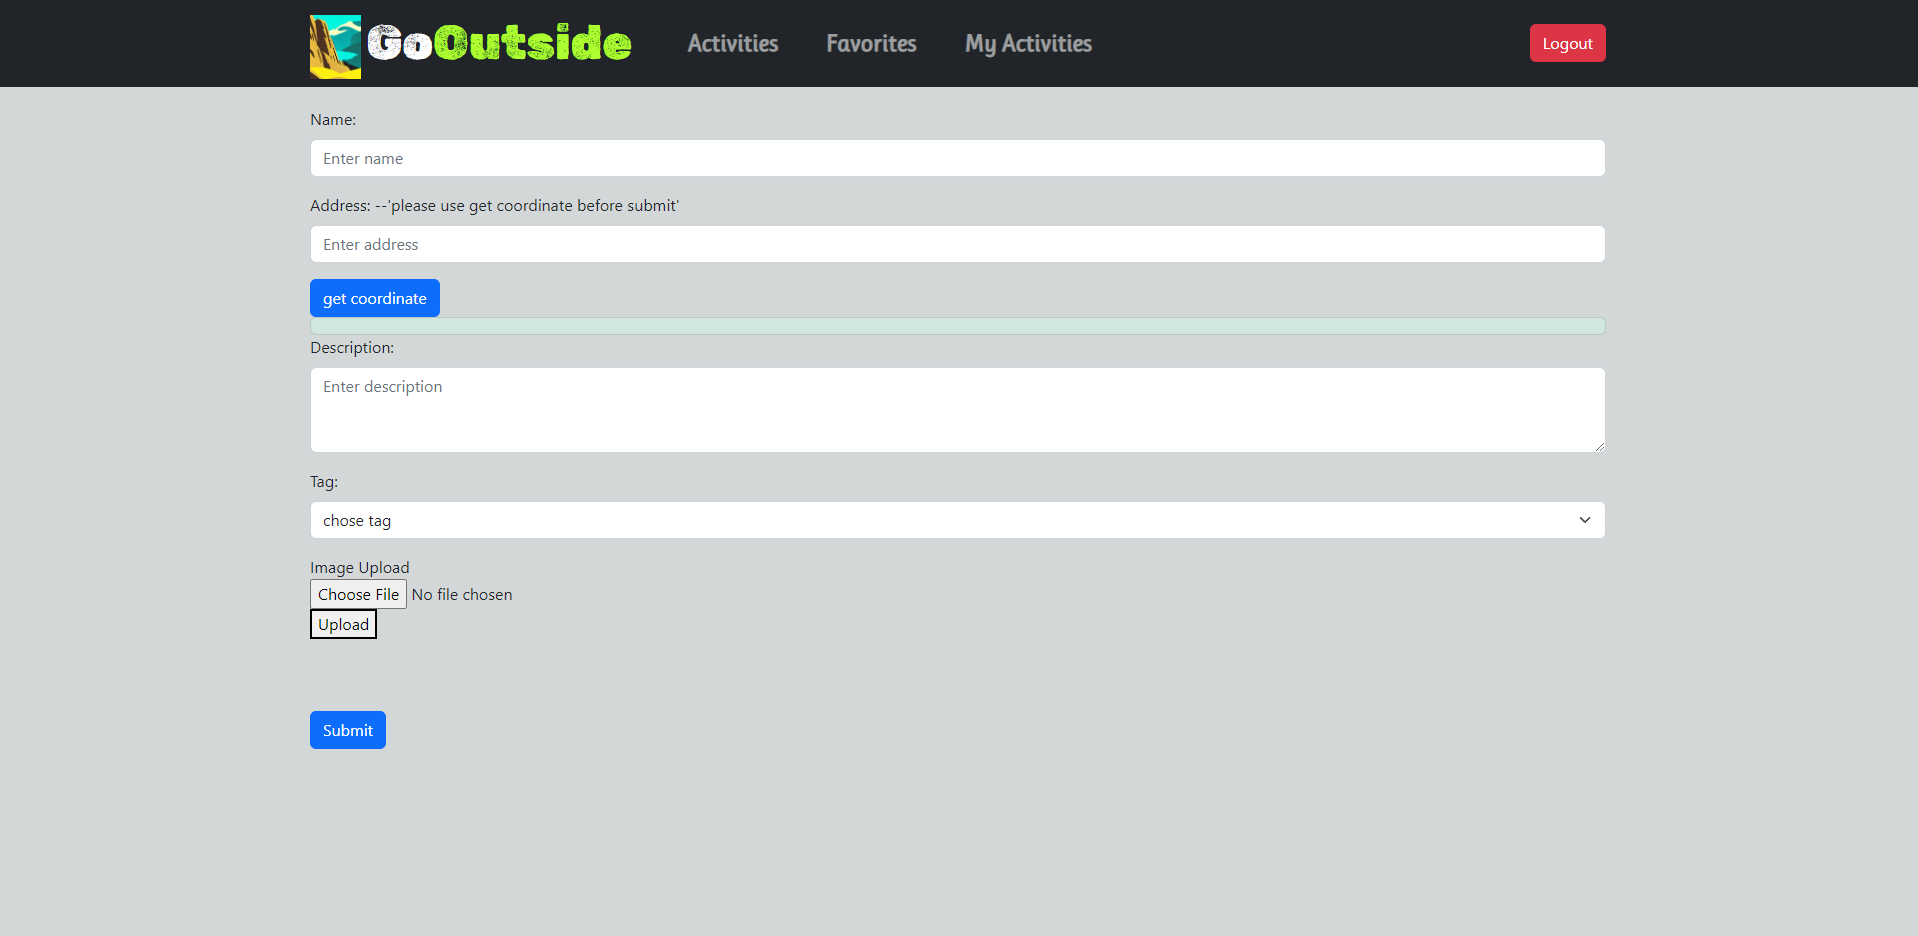 GoOutside Activities Favorites My Activities Logout
Name:
Enter name
Address: --'please use get coordinate before submit'
Enter address
get coordinate
Description:
Enter description
Tag:
chose tag
Image Upload
Choose File No file chosen
Upload
Submit